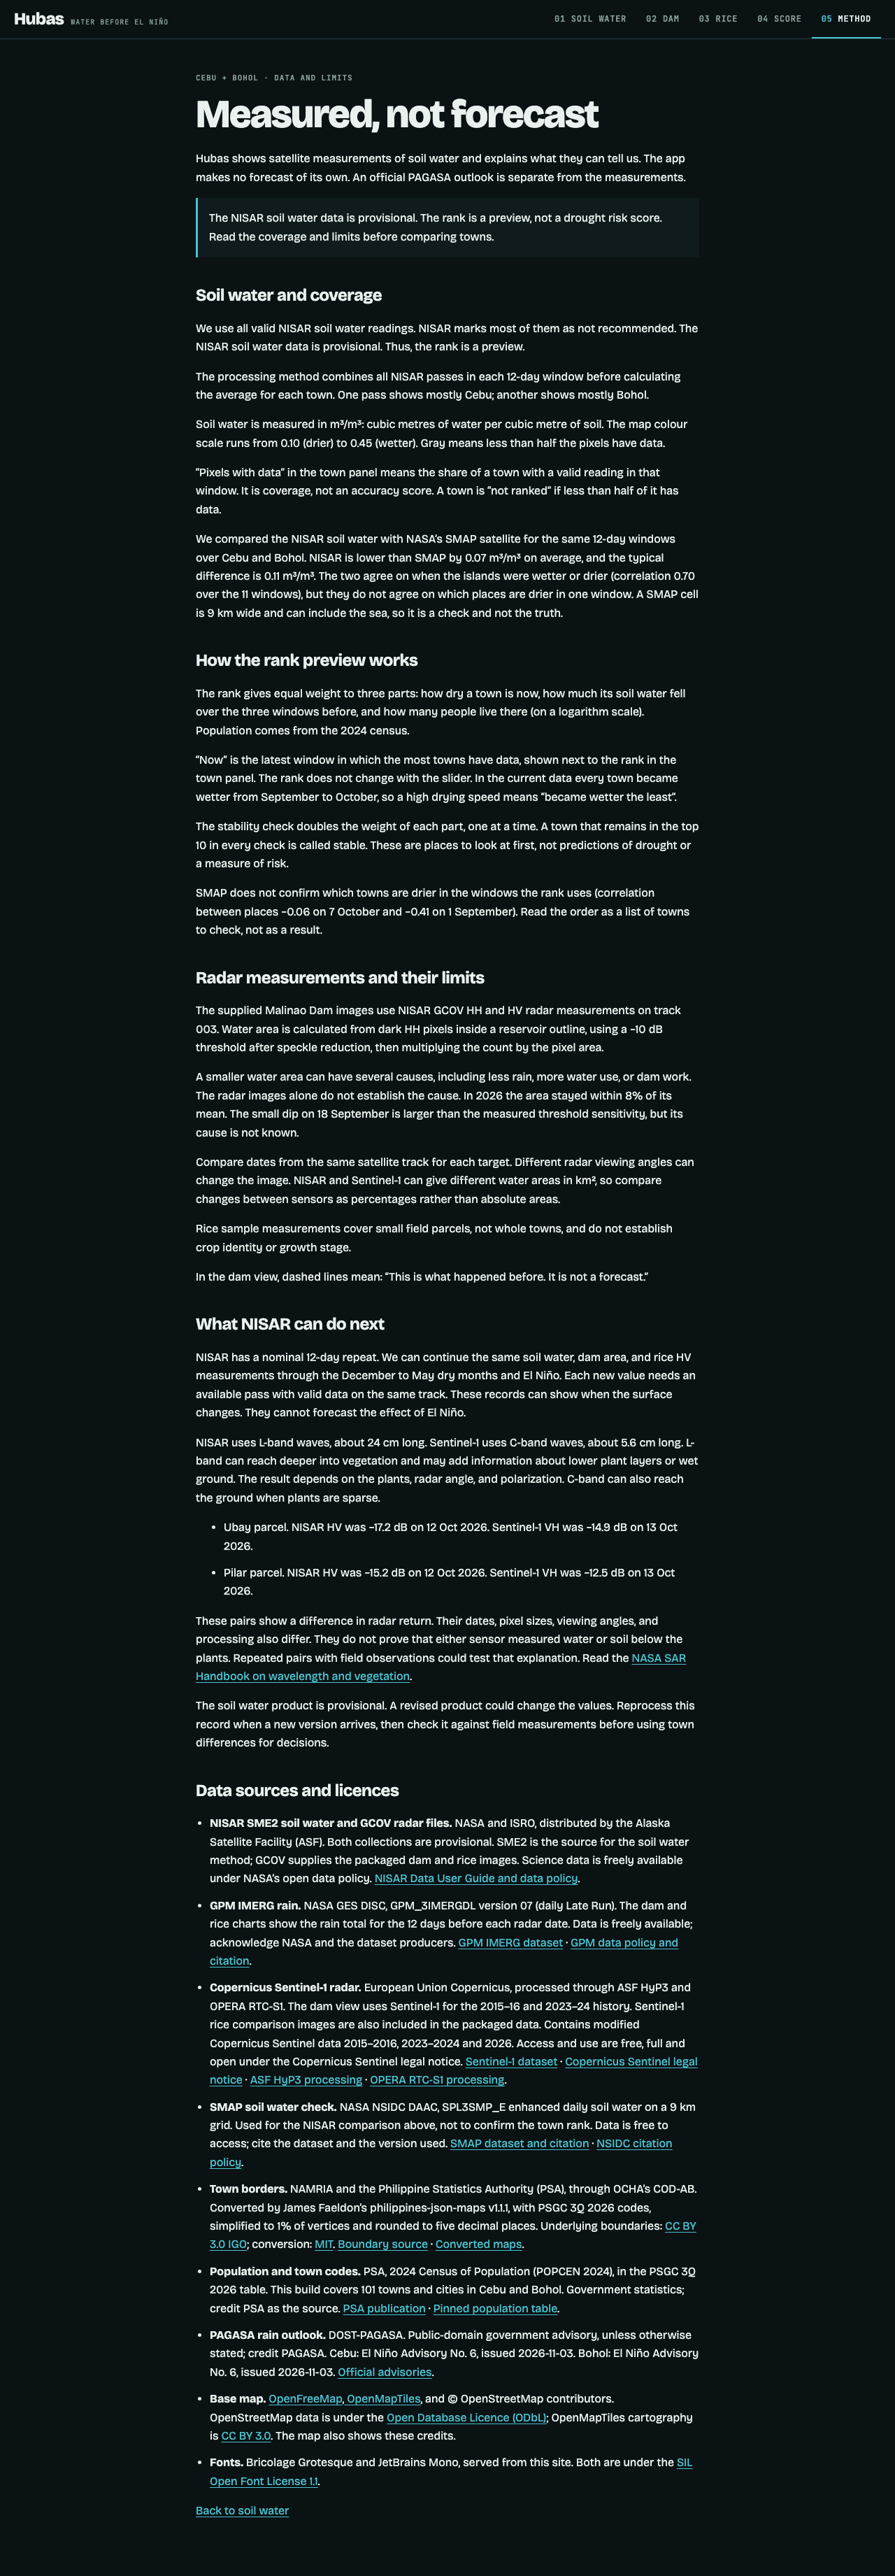 Hubas WATER BEFORE EL NIÑO
01 SOIL WATER 02 DAM 03 RICE 04 SCORE 05 METHOD
CEBU + BOHOL · DATA AND LIMITS
Measured, not forecast
Hubas shows satellite measurements of soil water and explains what they can tell us. The app
makes no forecast of its own. An official PAGASA outlook is separate from the measurements.
The NISAR soil water data is provisional. The rank is a preview, not a drought risk score.
Read the coverage and limits before comparing towns.
Soil water and coverage
We use all valid NISAR soil water readings. NISAR marks most of them as not recommended. The
NISAR soil water data is provisional. Thus, the rank is a preview.
The processing method combines all NISAR passes in each 12-day window before calculating
the average for each town. One pass shows mostly Cebu; another shows mostly Bohol.
Soil water is measured in m³/m³: cubic metres of water per cubic metre of soil. The map colour
scale runs from 0.10 (drier) to 0.45 (wetter). Gray means less than half the pixels have data.
“Pixels with data” in the town panel means the share of a town with a valid reading in that
window. It is coverage, not an accuracy score. A town is “not ranked” if less than half of it has
data.
We compared the NISAR soil water with NASA’s SMAP satellite for the same 12-day windows
over Cebu and Bohol. NISAR is lower than SMAP by 0.07 m³/m³ on average, and the typical
difference is 0.11 m³/m³. The two agree on when the islands were wetter or drier (correlation 0.70
over the 11 windows), but they do not agree on which places are drier in one window. A SMAP cell
is 9 km wide and can include the sea, so it is a check and not the truth.
How the rank preview works
The rank gives equal weight to three parts: how dry a town is now, how much its soil water fell
over the three windows before, and how many people live there (on a logarithm scale).
Population comes from the 2024 census.
“Now” is the latest window in which the most towns have data, shown next to the rank in the
town panel. The rank does not change with the slider. In the current data every town became
wetter from September to October, so a high drying speed means “became wetter the least”.
The stability check doubles the weight of each part, one at a time. A town that remains in the top
10 in every check is called stable. These are places to look at first, not predictions of drought or
a measure of risk.
SMAP does not confirm which towns are drier in the windows the rank uses (correlation
between places −0.06 on 7 October and −0.41 on 1 September). Read the order as a list of towns
to check, not as a result.
Radar measurements and their limits
The supplied Malinao Dam images use NISAR GCOV HH and HV radar measurements on track
003. Water area is calculated from dark HH pixels inside a reservoir outline, using a −10 dB
threshold after speckle reduction, then multiplying the count by the pixel area.
A smaller water area can have several causes, including less rain, more water use, or dam work.
The radar images alone do not establish the cause. In 2026 the area stayed within 8% of its
mean. The small dip on 18 September is larger than the measured threshold sensitivity, but its
cause is not known.
Compare dates from the same satellite track for each target. Different radar viewing angles can
change the image. NISAR and Sentinel-1 can give different water areas in km², so compare
changes between sensors as percentages rather than absolute areas.
Rice sample measurements cover small field parcels, not whole towns, and do not establish
crop identity or growth stage.
In the dam view, dashed lines mean: “This is what happened before. It is not a forecast.”
What NISAR can do next
NISAR has a nominal 12-day repeat. We can continue the same soil water, dam area, and rice HV
measurements through the December to May dry months and El Niño. Each new value needs an
available pass with valid data on the same track. These records can show when the surface
changes. They cannot forecast the effect of El Niño.
NISAR uses L-band waves, about 24 cm long. Sentinel-1 uses C-band waves, about 5.6 cm long. L-
band can reach deeper into vegetation and may add information about lower plant layers or wet
ground. The result depends on the plants, radar angle, and polarization. C-band can also reach
the ground when plants are sparse.
• Ubay parcel. NISAR HV was −17.2 dB on 12 Oct 2026. Sentinel-1 VH was −14.9 dB on 13 Oct
2026.
• Pilar parcel. NISAR HV was −15.2 dB on 12 Oct 2026. Sentinel-1 VH was −12.5 dB on 13 Oct
2026.
These pairs show a difference in radar return. Their dates, pixel sizes, viewing angles, and
processing also differ. They do not prove that either sensor measured water or soil below the
plants. Repeated pairs with field observations could test that explanation. Read the NASA SAR
Handbook on wavelength and vegetation.
The soil water product is provisional. A revised product could change the values. Reprocess this
record when a new version arrives, then check it against field measurements before using town
differences for decisions.
Data sources and licences
• NISAR SME2 soil water and GCOV radar files. NASA and ISRO, distributed by the Alaska
Satellite Facility (ASF). Both collections are provisional. SME2 is the source for the soil water
method; GCOV supplies the packaged dam and rice images. Science data is freely available
under NASA’s open data policy. NISAR Data User Guide and data policy.
• GPM IMERG rain. NASA GES DISC, GPM_3IMERGDL version 07 (daily Late Run). The dam and
rice charts show the rain total for the 12 days before each radar date. Data is freely available;
acknowledge NASA and the dataset producers. GPM IMERG dataset · GPM data policy and
citation.
• Copernicus Sentinel-1 radar. European Union Copernicus, processed through ASF HyP3 and
OPERA RTC-S1. The dam view uses Sentinel-1 for the 2015–16 and 2023–24 history. Sentinel-1
rice comparison images are also included in the packaged data. Contains modified
Copernicus Sentinel data 2015–2016, 2023–2024 and 2026. Access and use are free, full and
open under the Copernicus Sentinel legal notice. Sentinel-1 dataset · Copernicus Sentinel legal
notice · ASF HyP3 processing · OPERA RTC-S1 processing.
• SMAP soil water check. NASA NSIDC DAAC, SPL3SMP_E enhanced daily soil water on a 9 km
grid. Used for the NISAR comparison above, not to confirm the town rank. Data is free to
access; cite the dataset and the version used. SMAP dataset and citation · NSIDC citation
policy.
• Town borders. NAMRIA and the Philippine Statistics Authority (PSA), through OCHA’s COD-AB.
Converted by James Faeldon’s philippines-json-maps v1.1.1, with PSGC 3Q 2026 codes,
simplified to 1% of vertices and rounded to five decimal places. Underlying boundaries: CC BY
3.0 IGO; conversion: MIT. Boundary source · Converted maps.
• Population and town codes. PSA, 2024 Census of Population (POPCEN 2024), in the PSGC 3Q
2026 table. This build covers 101 towns and cities in Cebu and Bohol. Government statistics;
credit PSA as the source. PSA publication · Pinned population table.
• PAGASA rain outlook. DOST-PAGASA. Public-domain government advisory, unless otherwise
stated; credit PAGASA. Cebu: El Niño Advisory No. 6, issued 2026-11-03. Bohol: El Niño Advisory
No. 6, issued 2026-11-03. Official advisories.
• Base map. OpenFreeMap, OpenMapTiles, and © OpenStreetMap contributors.
OpenStreetMap data is under the Open Database Licence (ODbL); OpenMapTiles cartography
is CC BY 3.0. The map also shows these credits.
• Fonts. Bricolage Grotesque and JetBrains Mono, served from this site. Both are under the SIL
Open Font License 1.1.
Back to soil water